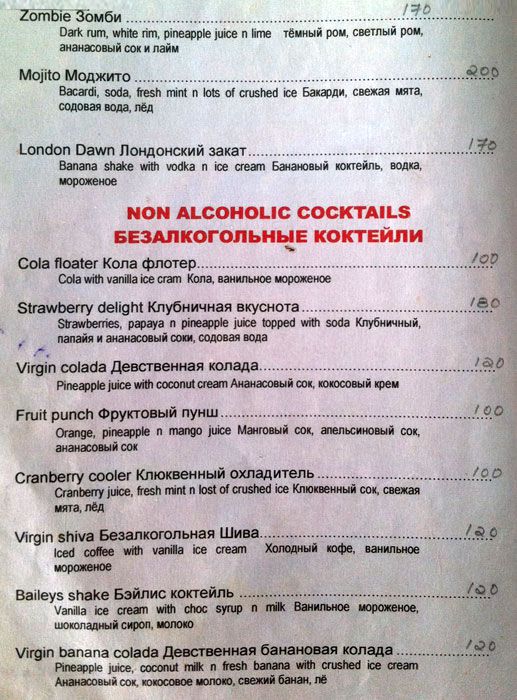 Zombie Зомби 170
Dark rum, white rim, pineapple juice n lime тёмный ром, светлый ром,
ананасовый сок и лайм
Mojito Моджито 200
Bacardi, soda, fresh mint n lots of crushed ice Бакарди, свежая мята,
содовая вода, лёд
London Dawn Лондонский закат 170
Banana shake with vodka n ice cream Банановый коктейль, водка,
мороженое
NON ALCOHOLIC COCKTAILS
БЕЗАЛКОГОЛЬНЫЕ КОКТЕЙЛИ
Cola floater Кола флотер 100
Cola with vanilla ice cram Кола, ванильное мороженое
Strawberry delight Клубничная вкуснота 180
Strawberries, papaya n pineapple juice topped with soda Клубничный,
папайя и ананасовый соки, содовая вода
Virgin colada Девственная колада 120
Pineapple juice with coconut cream Ананасовый сок, кокосовый крем
Fruit punch Фруктовый пунш 100
Orange, pineapple n mango juice Манговый сок, апельсиновый сок,
ананасовый сок
Cranberry cooler Клюквенный охладитель 100
Cranberry juice, fresh mint n lost of crushed ice Клюквенный сок, свежая
мята, лёд
Virgin shiva Безалкогольная Шива 120
Iced coffee with vanilla ice cream Холодный кофе, ванильное
мороженое
Baileys shake Бэйлис коктейль 120
Vanilla ice cream with choc syrup n milk Ванильное мороженое,
шоколадный сироп, молоко
Virgin banana colada Девственная банановая колада 120
Pineapple juice, coconut milk n fresh banana with crushed ice cream
Ананасовый сок, кокосовое молоко, свежий банан, лё